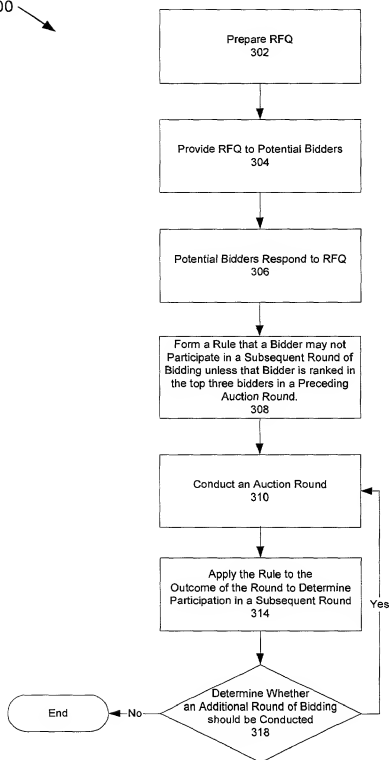 00
Prepare RFQ
302
Provide RFQ to Potential Bidders
304
Potential Bidders Respond to RFQ
306
Form a Rule that a Bidder may not
Participate in a Subsequent Round of
Bidding unless that Bidder is ranked in
the top three bidders in a Preceding
Auction Round.
308
Conduct an Auction Round
310
Apply the Rule to the
Outcome of the Round to Determine
Participation in a Subsequent Round
314
Yes
Determine Whether
an Additional Round of Bidding
should be Conducted
318
No
End